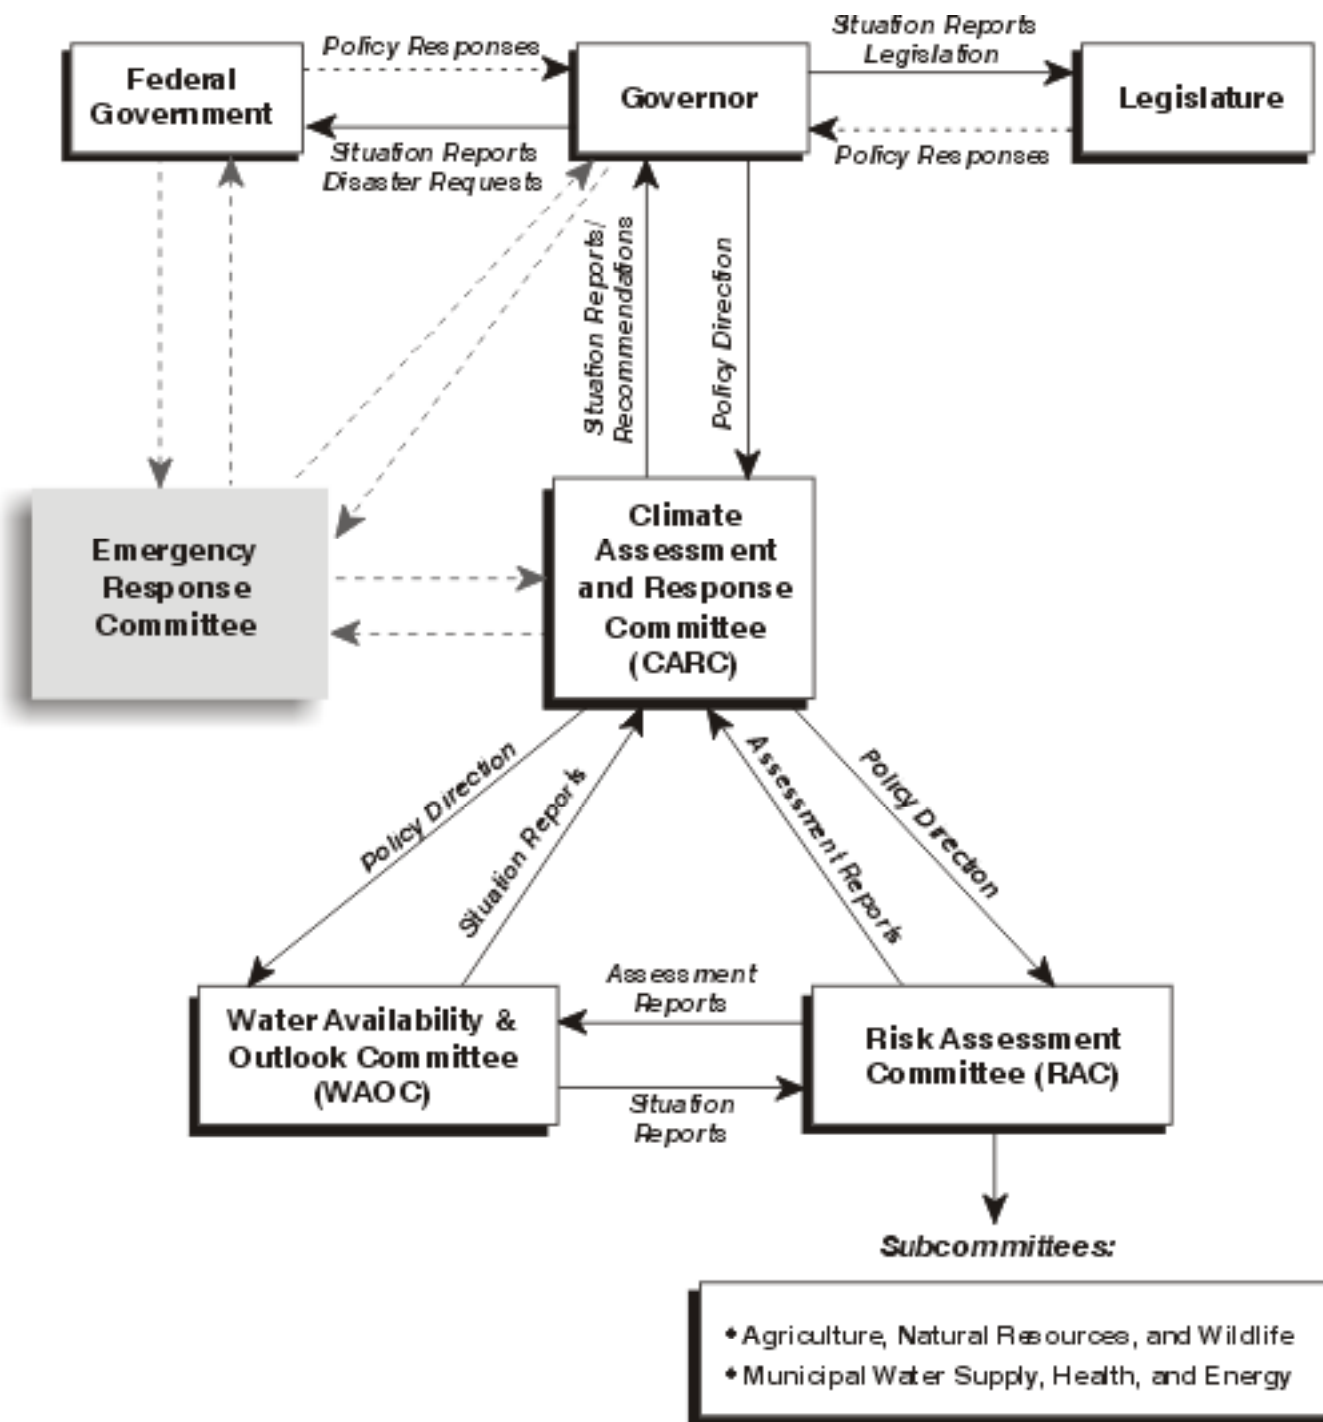 Policy Responses
Situation Reports
Legislation
Federal
Government
Governor
Legislature
Situation Reports
Disaster Requests
Policy Responses
Situation Reports/
Recommendations
Policy Direction
Emergency
Response
Committee
Climate
Assessment
and Response
Committee
(CARC)
Policy Direction
Situation Reports
Assessment Reports
Policy Direction
Water Availability &
Outlook Committee
(WAOC)
Assessment
Reports
Situation
Reports
Risk Assessment
Committee (RAC)
Subcommittees:
• Agriculture, Natural Resources, and Wildlife
• Municipal Water Supply, Health, and Energy